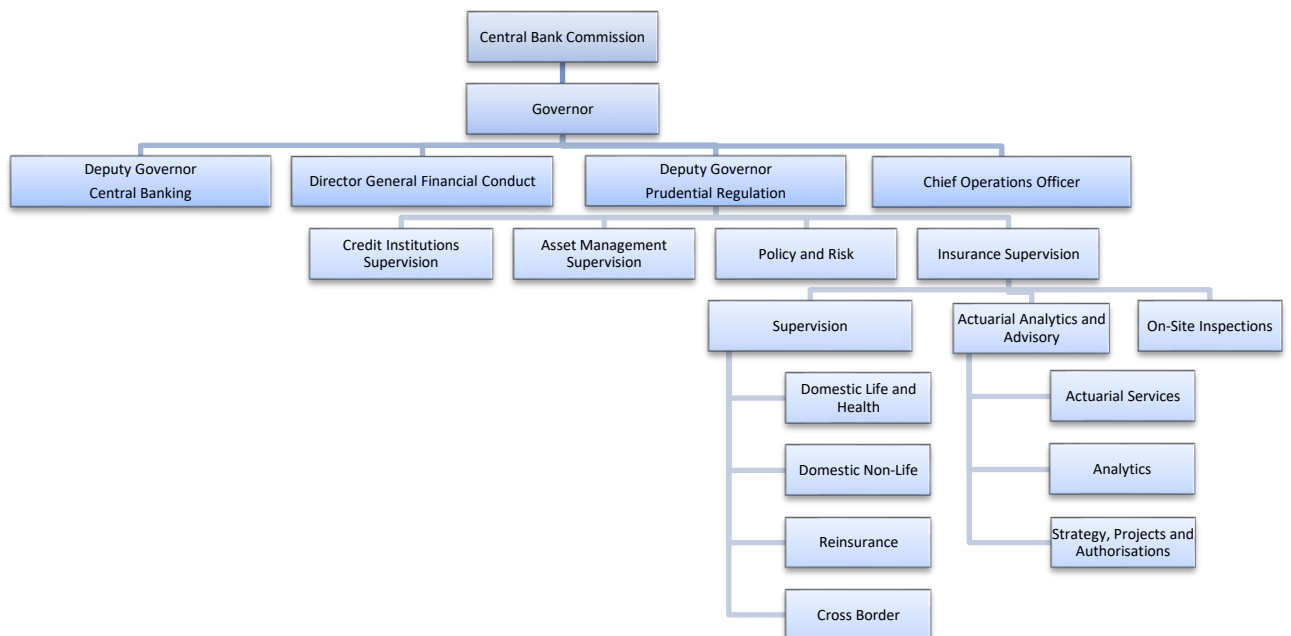 Central Bank Commission
Governor
Deputy Governor
Central Banking
Director General Financial Conduct
Deputy Governor
Prudential Regulation
Chief Operations Officer
Credit Institutions
Supervision
Asset Management
Supervision
Policy and Risk
Insurance Supervision
Supervision
Actuarial Analytics and
Advisory
On-Site Inspections
Domestic Life and
Health
Domestic Non-Life
Reinsurance
Cross Border
Actuarial Services
Analytics
Strategy, Projects and
Authorisations